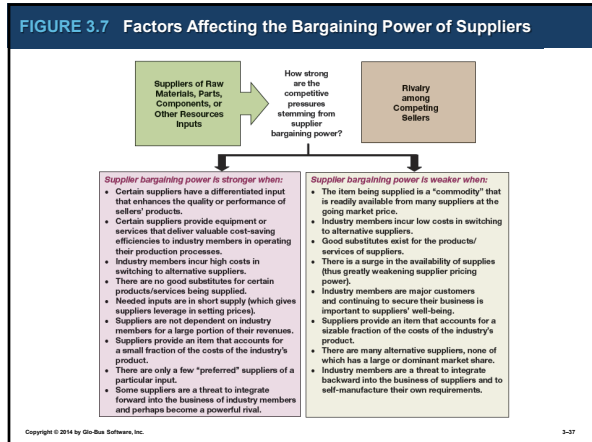 FIGURE 3.7 Factors Affecting the Bargaining Power of Suppliers
Suppliers of Raw
Materials, Parts,
Components, or
Other Resources
Inputs
How strong
are the
competitive
pressures
stemming from
supplier
bargaining power?
Rivalry
among
Competing
Sellers
Supplier bargaining power is stronger when:
• Certain suppliers have a differentiated input
that enhances the quality or performance of
sellers' products.
• Certain suppliers provide equipment or
services that deliver valuable cost-saving
efficiencies to industry members in operating
their production processes.
• Industry members incur high costs in
switching to alternative suppliers.
• There are no good substitutes for certain
products/services being supplied.
• Needed inputs are in short supply (which gives
suppliers leverage in setting prices).
• Suppliers are not dependent on industry
members for a large portion of their revenues.
• Suppliers provide an item that accounts for
a small fraction of the costs of the industry's
product.
• There are only a few "preferred" suppliers of a
particular input.
• Some suppliers are a threat to integrate
forward into the business of industry members
and perhaps become a powerful rival.
Supplier bargaining power is weaker when:
• The item being supplied is a "commodity" that
is readily available from many suppliers at the
going market price.
• Industry members incur low costs in switching
to alternative suppliers.
• Good substitutes exist for the products/
services of suppliers.
• There is a surge in the availability of supplies
(thus greatly weakening supplier pricing
power).
• Industry members are major customers
and continuing to secure their business is
important to suppliers' well-being.
• Suppliers provide an item that accounts for a
sizable fraction of the costs of the industry's
product.
• There are many alternative suppliers, none of
which has a large or dominant market share.
• Industry members are a threat to integrate
backward into the business of suppliers and to
self-manufacture their own requirements.
Copyright © 2014 by Glo-Bus Software, Inc.
3–37